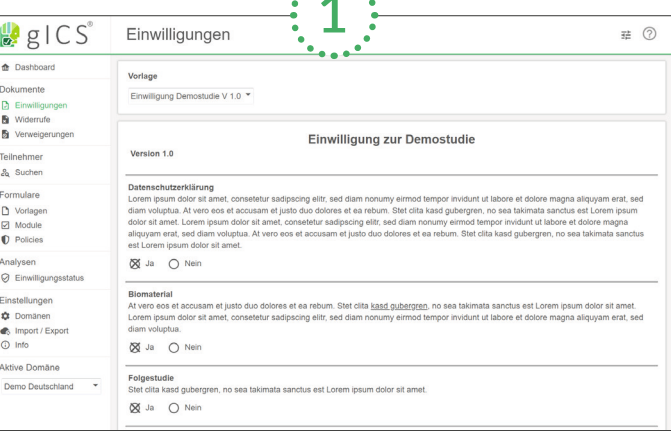 1
gICS®
Einwilligungen
Dashboard
Dokumente
Einwilligungen
Widerrufe
Verweigerungen
Teilnehmer
Suchen
Formulare
Vorlagen
Module
Policies
Analysen
Einwilligungsstatus
Einstellungen
Domänen
Import / Export
Info
Aktive Domäne
Demo Deutschland
Vorlage
Einwilligung Demostudie V 1.0
Einwilligung zur Demostudie
Version 1.0
Datenschutzerklärung
Lorem ipsum dolor sit amet, consetetur sadipscing elitr, sed diam nonumy eirmod tempor invidunt ut labore et dolore magna aliquyam erat, sed
diam voluptua. At vero eos et accusam et justo duo dolores et ea rebum. Stet clita kasd gubergren, no sea takimata sanctus est Lorem ipsum
dolor sit amet. Lorem ipsum dolor sit amet, consetetur sadipscing elitr, sed diam nonumy eirmod tempor invidunt ut labore et dolore magna
aliquyam erat, sed diam voluptua. At vero eos et accusam et justo duo dolores et ea rebum. Stet clita kasd gubergren, no sea takimata sanctus
est Lorem ipsum dolor sit amet.
Ja Nein
Biomaterial
At vero eos et accusam et justo duo dolores et ea rebum. Stet clita kasd gubergren, no sea takimata sanctus est Lorem ipsum dolor sit amet.
Lorem ipsum dolor sit amet, consetetur sadipscing elitr, sed diam nonumy eirmod tempor invidunt ut labore et dolore magna aliquyam erat, sed
diam voluptua.
Ja Nein
Folgestudie
Stet clita kasd gubergren, no sea takimata sanctus est Lorem ipsum dolor sit amet.
Ja Nein